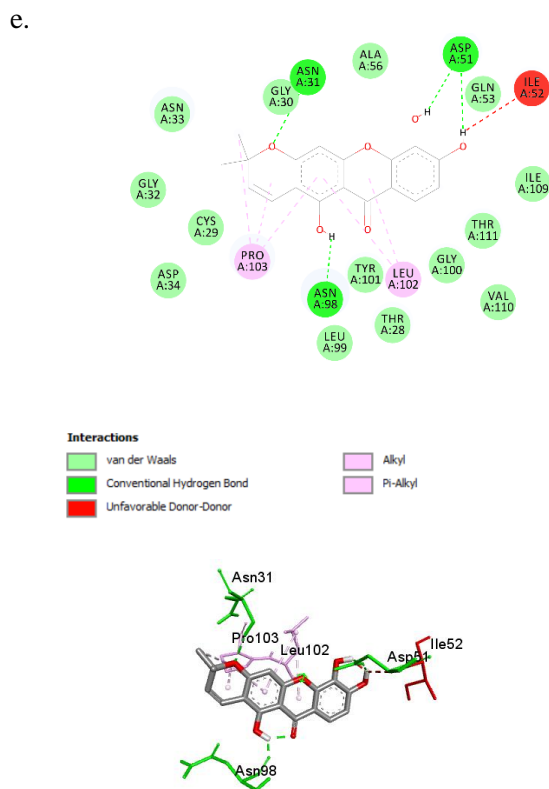 e.
ALA
A:56
ASP
A:51
ASN
A:31
ILE
A:52
GLN
A:53
GLY
A:30
ASN
A:33
O
H
H
O
O
O
ILE
A:109
GLY
A:32
CYS
A:29
THR
A:111
O
H
O
PRO
A:103
TYR
A:101
LEU
A:102
GLY
A:100
ASP
A:34
ASN
A:98
VAL
A:110
THR
A:28
LEU
A:99
Interactions
van der Waals
Conventional Hydrogen Bond
Unfavorable Donor-Donor
Alkyl
Pi-Alkyl
Asn31
Pro103
Leu102
Ile52
Asp51
Asn98